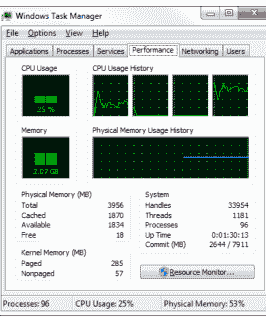 Windows Task Manager
File Options View Help
Applications Processes Services Performance Networking Users
CPU Usage CPU Usage History
25 %
Memory Physical Memory Usage History
2.07 GB
Physical Memory (MB)
Total 3956
Cached 1870
Available 1834
Free 18
Kernel Memory (MB)
Paged 285
Nonpaged 57
System
Handles 33954
Threads 1181
Processes 96
Up Time 0:01:30:13
Commit (MB) 2644 / 7911
Resource Monitor...
Processes: 96 CPU Usage: 25% Physical Memory: 53%